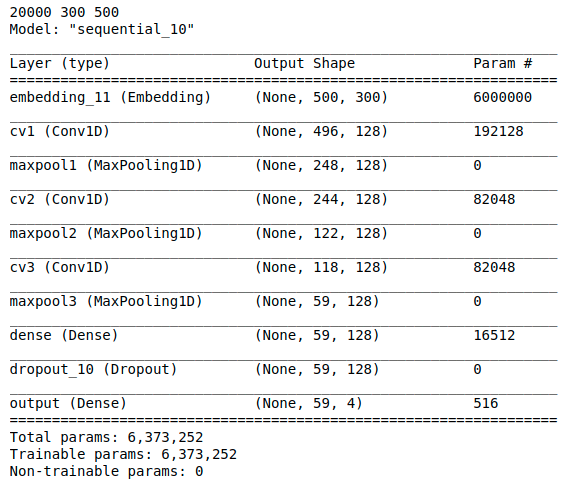 20000 300 500
Model: "sequential_10"
Layer (type) Output Shape Param #
embedding_11 (Embedding) (None, 500, 300) 6000000
cv1 (Conv1D) (None, 496, 128) 192128
maxpool1 (MaxPooling1D) (None, 248, 128) 0
cv2 (Conv1D) (None, 244, 128) 82048
maxpool2 (MaxPooling1D) (None, 122, 128) 0
cv3 (Conv1D) (None, 118, 128) 82048
maxpool3 (MaxPooling1D) (None, 59, 128) 0
dense (Dense) (None, 59, 128) 16512
dropout_10 (Dropout) (None, 59, 128) 0
output (Dense) (None, 59, 4) 516
Total params: 6,373,252
Trainable params: 6,373,252
Non-trainable params: 0